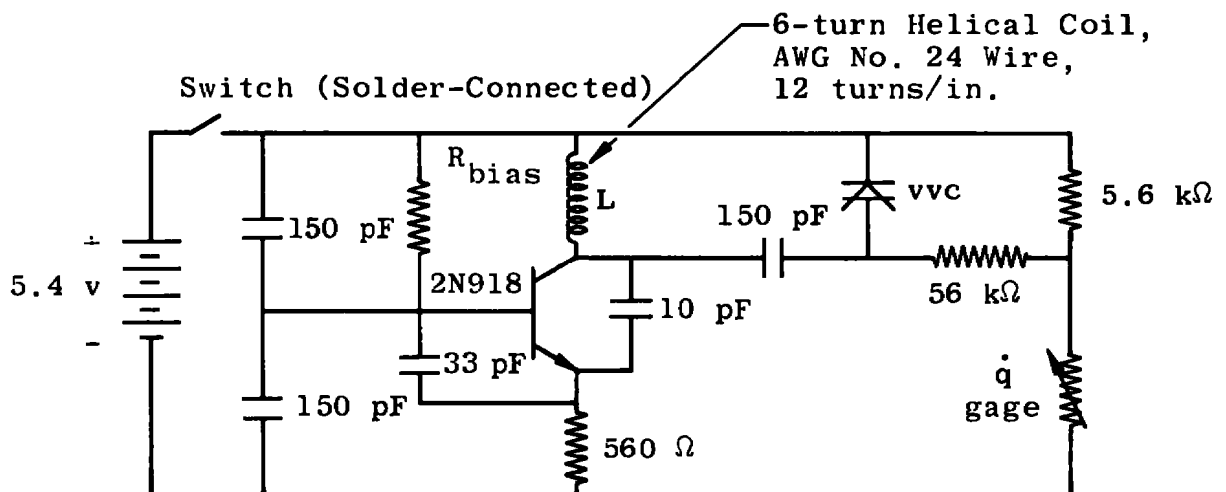 6-turn Helical Coil,
AWG No. 24 Wire,
12 turns/in.
Switch (Solder-Connected)
R bias
L
vvc
5.6 kΩ
150 pF
150 pF
+
5.4 v
-
2N918
10 pF
56 kΩ
33 pF
q̇
gage
150 pF
560 Ω